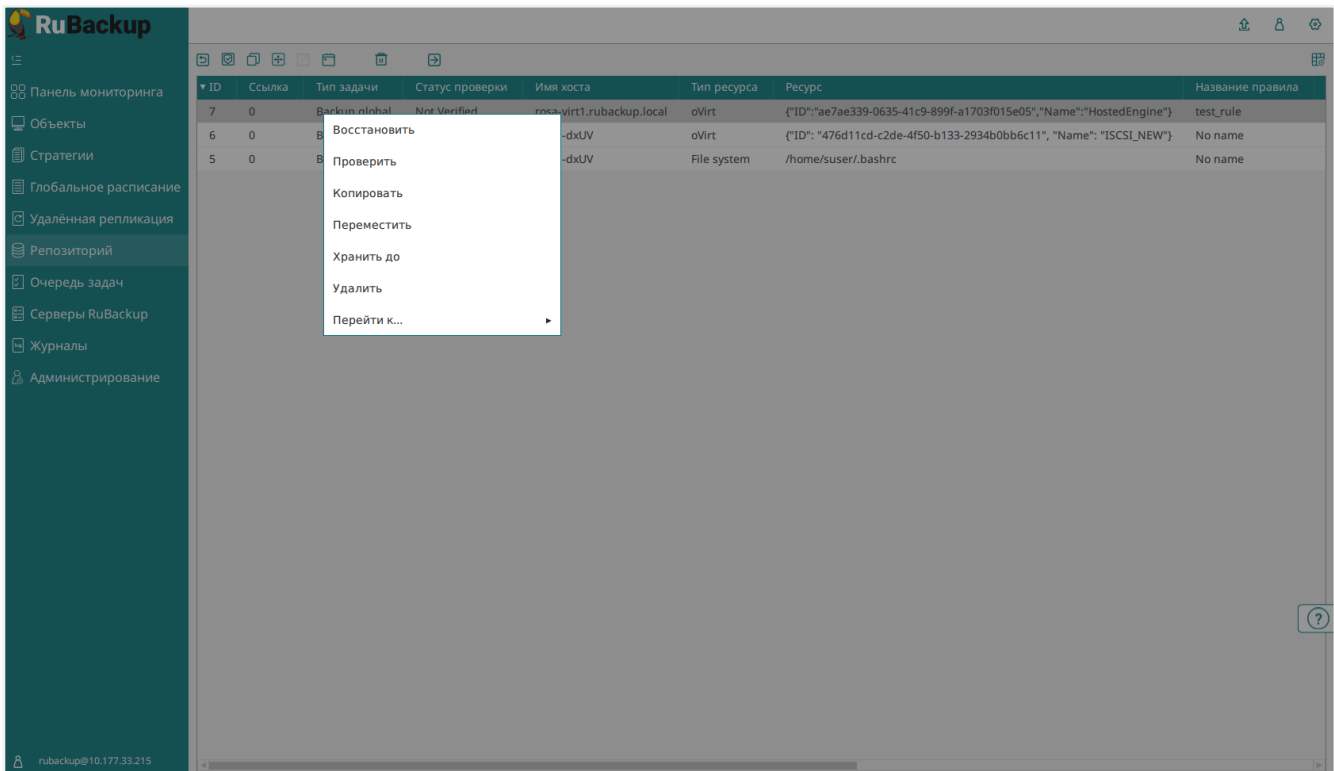 RuBackup
Панель мониторинга
Объекты
Стратегии
Глобальное расписание
Удалённая репликация
Репозиторий
Очередь задач
Серверы RuBackup
Журналы
Администрирование
rubackup@10.177.33.215
ID Ссылка Тип задачи Статус проверки Имя хоста Тип ресурса Ресурс Название правила
7 0 Backup global Not Verified rosa-virt1.rubackup.local oVirt {"ID":"ae7ae339-0635-41c9-899f-a1703f015e05","Name":"HostedEngine"} test_rule
6 0 B -dxUV oVirt {"ID": "476d11cd-c2de-4f50-b133-2934b0bb6c11", "Name": "ISCSI_NEW"} No name
5 0 B -dxUV File system /home/suser/.bashrc No name
Восстановить
Проверить
Копировать
Переместить
Хранить до
Удалить
Перейти к...
?